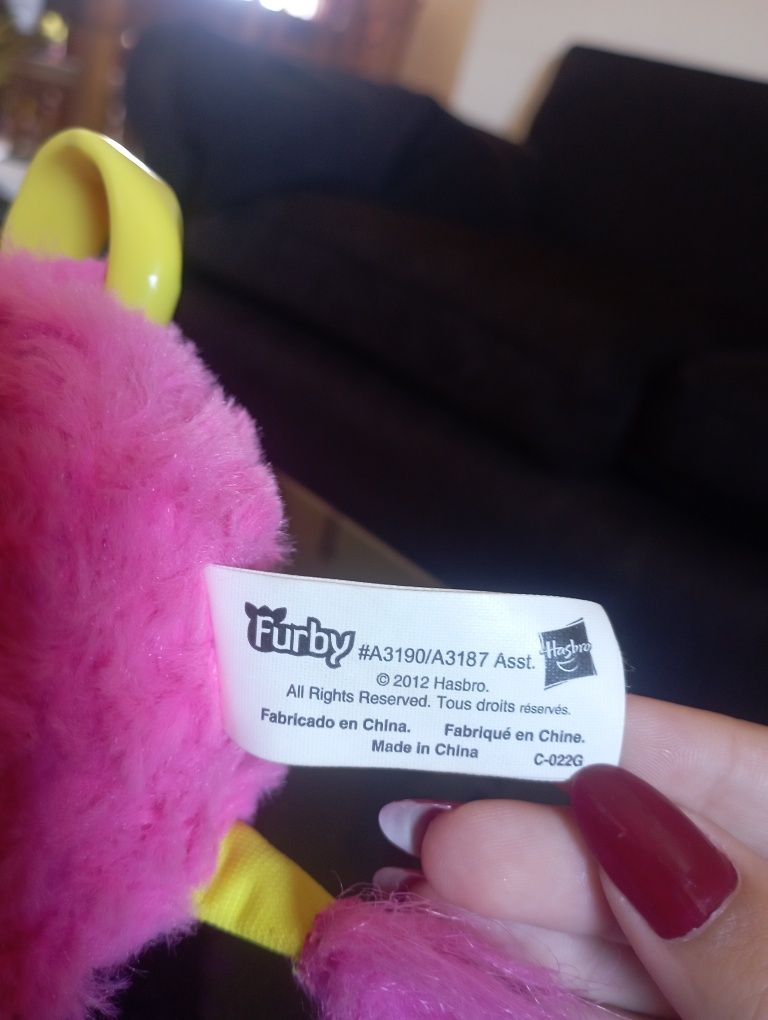 Furby #A3190/A3187 Asst. Hasbro
© 2012 Hasbro.
All Rights Reserved. Tous droits réservés.
Fabricado en China. Fabriqué en Chine.
Made in China C-022G